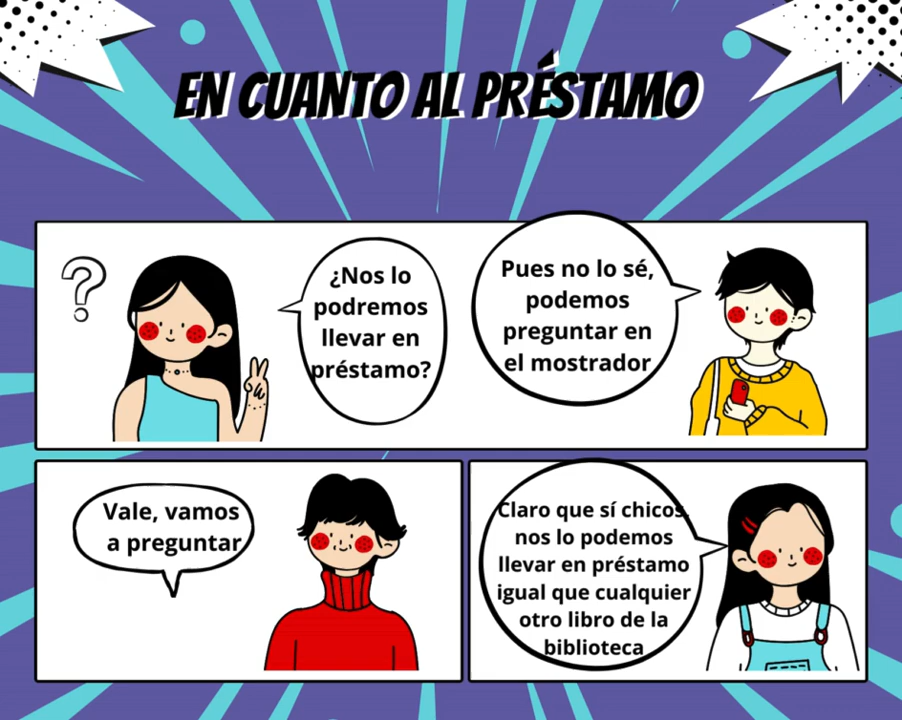 EN CUANTO AL PRÉSTAMO
?
¿Nos lo
podremos
llevar en
préstamo?
Pues no lo sé,
podemos
preguntar en
el mostrador
Vale, vamos
a preguntar
Claro que sí chicos,
nos lo podemos
llevar en préstamo
igual que cualquier
otro libro de la
biblioteca